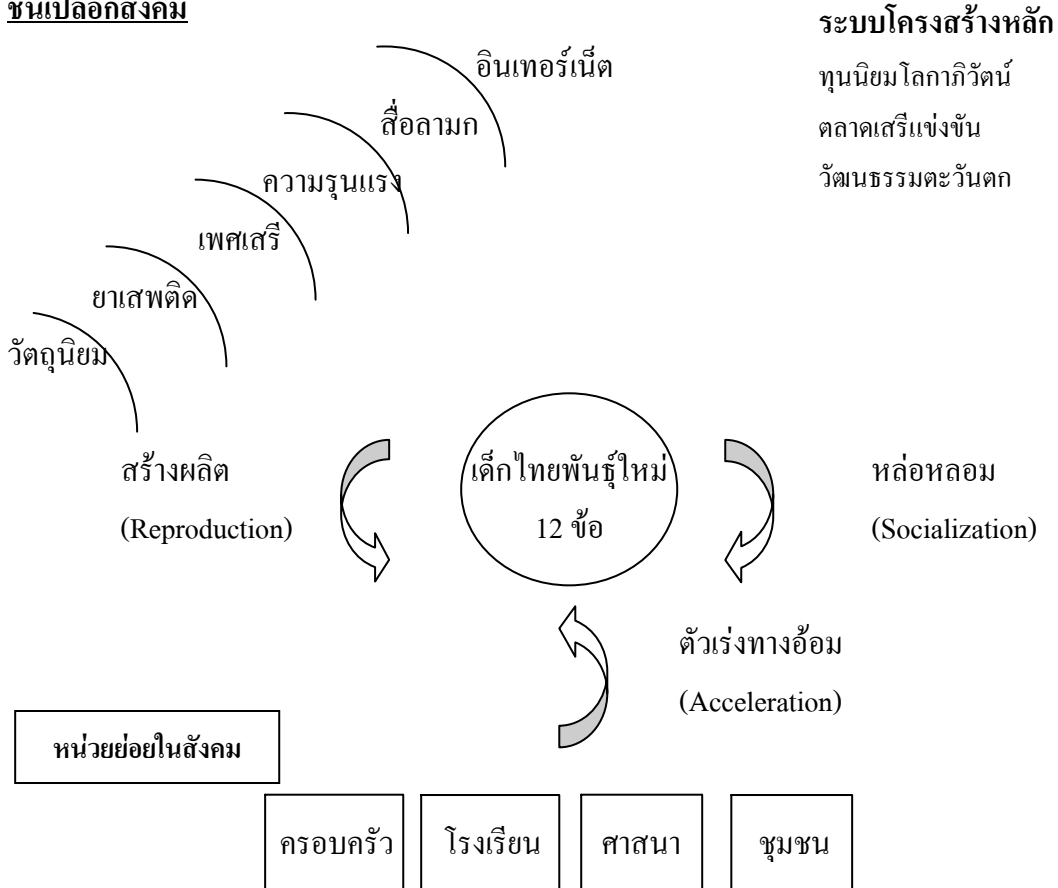 ชั้นเปลือกสังคม
ระบบโครงสร้างหลัก
ทุนนิยมโลกาภิวัตน์
ตลาดเสรีแข่งขัน
วัฒนธรรมตะวันตก
อินเทอร์เน็ต
สื่อลามก
ความรุนแรง
เพศเสรี
ยาเสพติด
วัตถุนิยม
สร้างผลิต
(Reproduction)
เด็กไทยพันธุ์ใหม่
12 ข้อ
หล่อหลอม
(Socialization)
ตัวเร่งทางอ้อม
(Acceleration)
หน่วยย่อยในสังคม
ครอบครัว
โรงเรียน
ศาสนา
ชุมชน